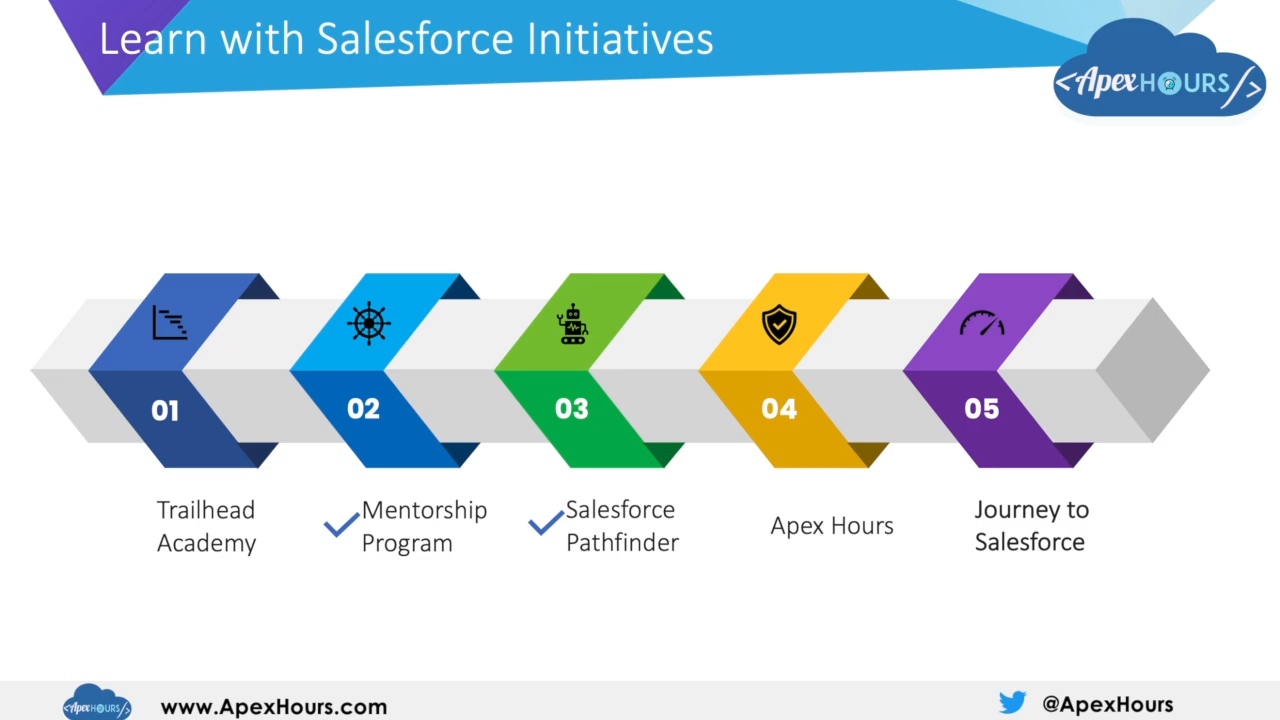 Learn with Salesforce Initiatives
<ApexHOURS/>
01
02
03
04
05
Trailhead
Academy
Mentorship
Program
Salesforce
Pathfinder
Apex Hours
Journey to
Salesforce
<ApexHOURS/>
www.ApexHours.com
@ApexHours